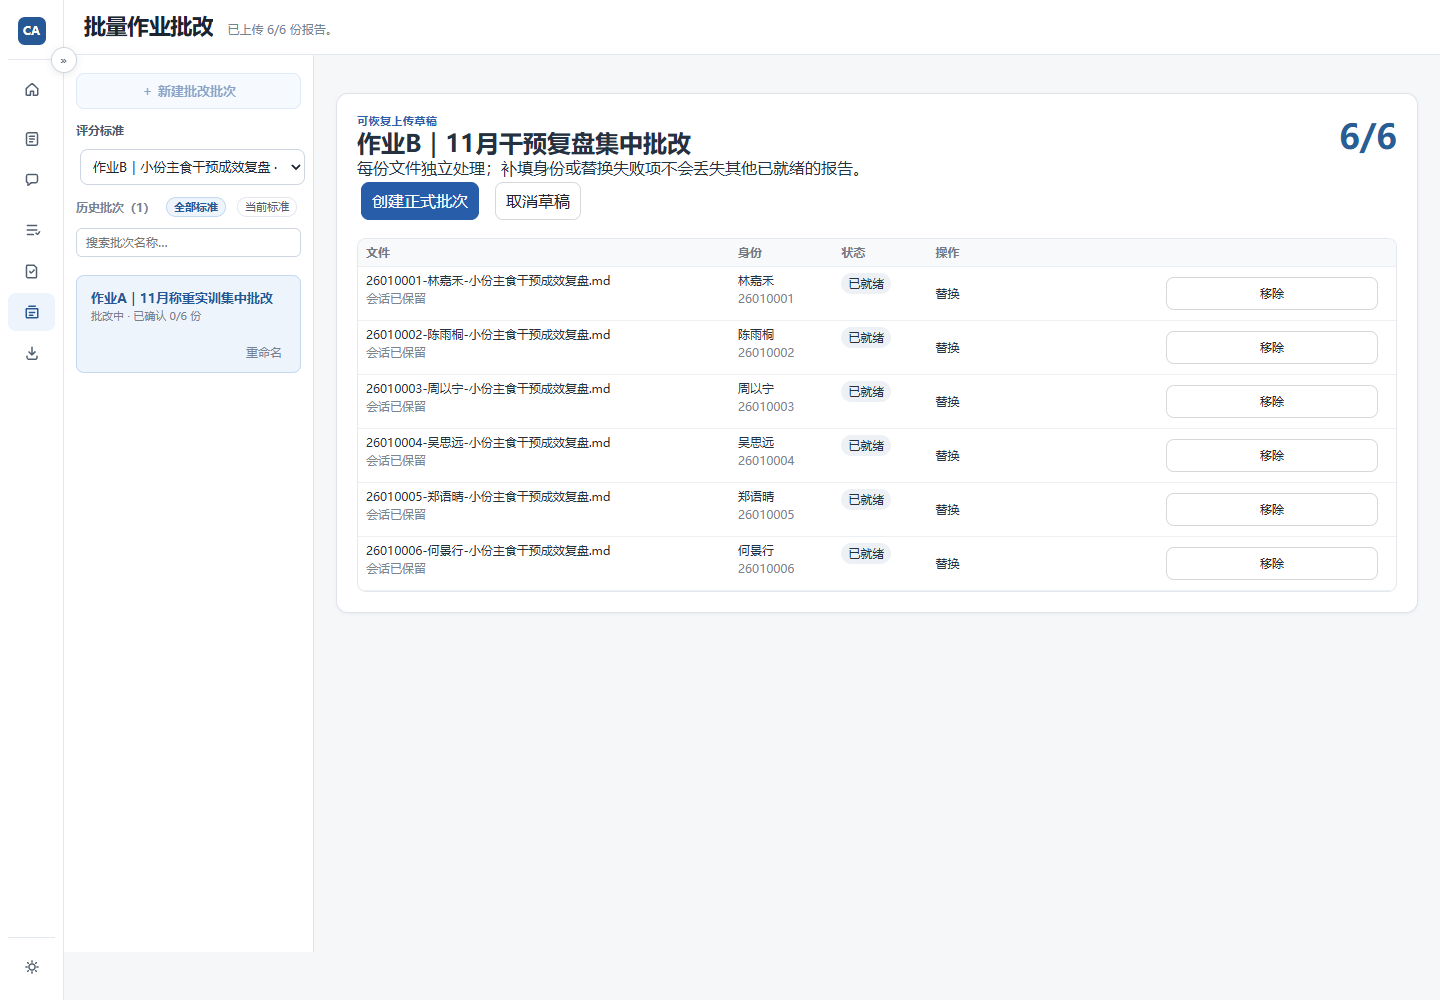 CA
批量作业批改
已上传 6/6 份报告。
»
+ 新建批改批次
评分标准
作业B | 小份主食干预成效复盘 ·
历史批次（1）
全部标准
当前标准
搜索批次名称...
作业A | 11月称重实训集中批改
批改中 · 已确认 0/6 份
重命名
可恢复上传草稿
作业B | 11月干预复盘集中批改
6/6
每份文件独立处理；补填身份或替换失败项不会丢失其他已就绪的报告。
创建正式批次
取消草稿
文件 身份 状态 操作
26010001-林嘉禾-小份主食干预成效复盘.md 林嘉禾 已就绪 替换 移除
会话已保留 26010001
26010002-陈雨桐-小份主食干预成效复盘.md 陈雨桐 已就绪 替换 移除
会话已保留 26010002
26010003-周以宁-小份主食干预成效复盘.md 周以宁 已就绪 替换 移除
会话已保留 26010003
26010004-吴思远-小份主食干预成效复盘.md 吴思远 已就绪 替换 移除
会话已保留 26010004
26010005-郑语晴-小份主食干预成效复盘.md 郑语晴 已就绪 替换 移除
会话已保留 26010005
26010006-何景行-小份主食干预成效复盘.md 何景行 已就绪 替换 移除
会话已保留 26010006